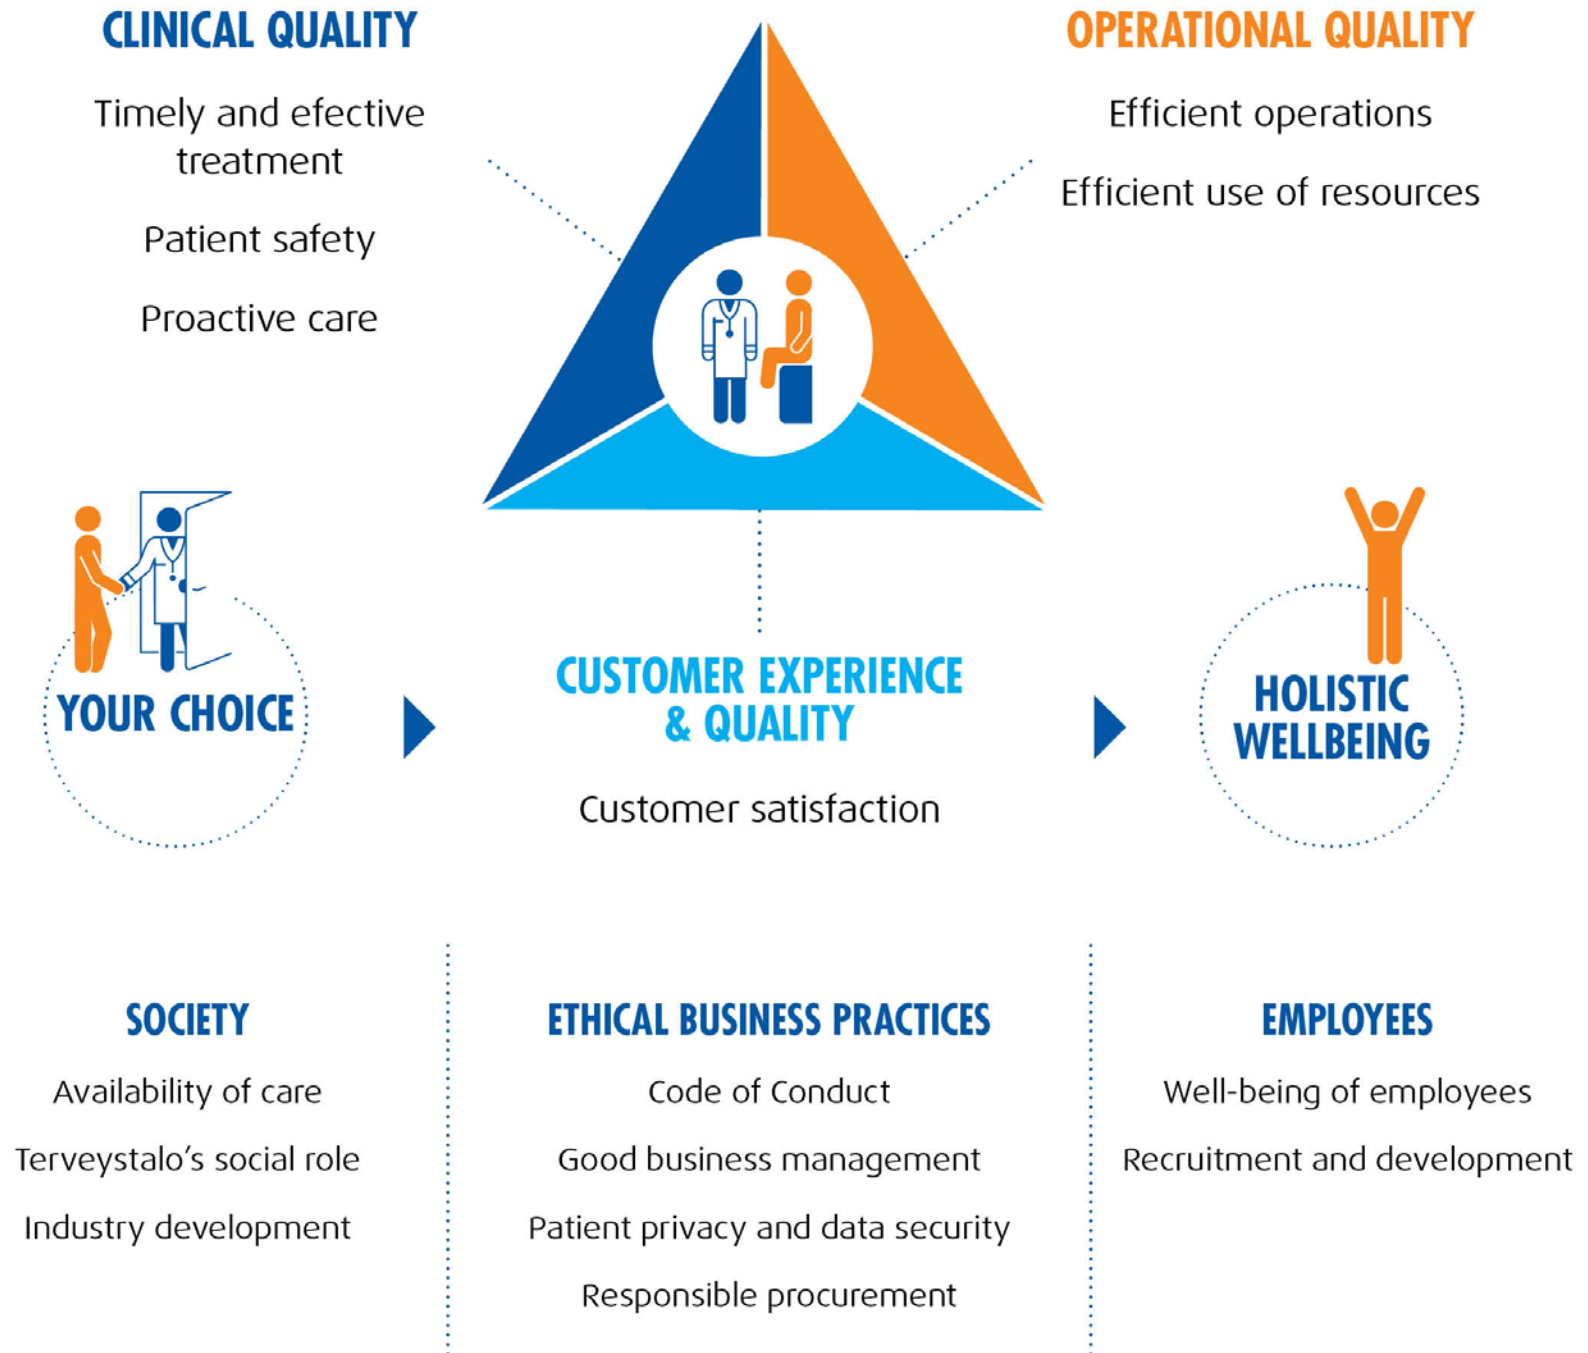 CLINICAL QUALITY
Timely and efective
treatment
Patient safety
Proactive care
OPERATIONAL QUALITY
Efficient operations
Efficient use of resources
YOUR CHOICE
CUSTOMER EXPERIENCE
& QUALITY
Customer satisfaction
HOLISTIC
WELLBEING
SOCIETY
Availability of care
Terveystalo’s social role
Industry development
ETHICAL BUSINESS PRACTICES
Code of Conduct
Good business management
Patient privacy and data security
Responsible procurement
EMPLOYEES
Well-being of employees
Recruitment and development